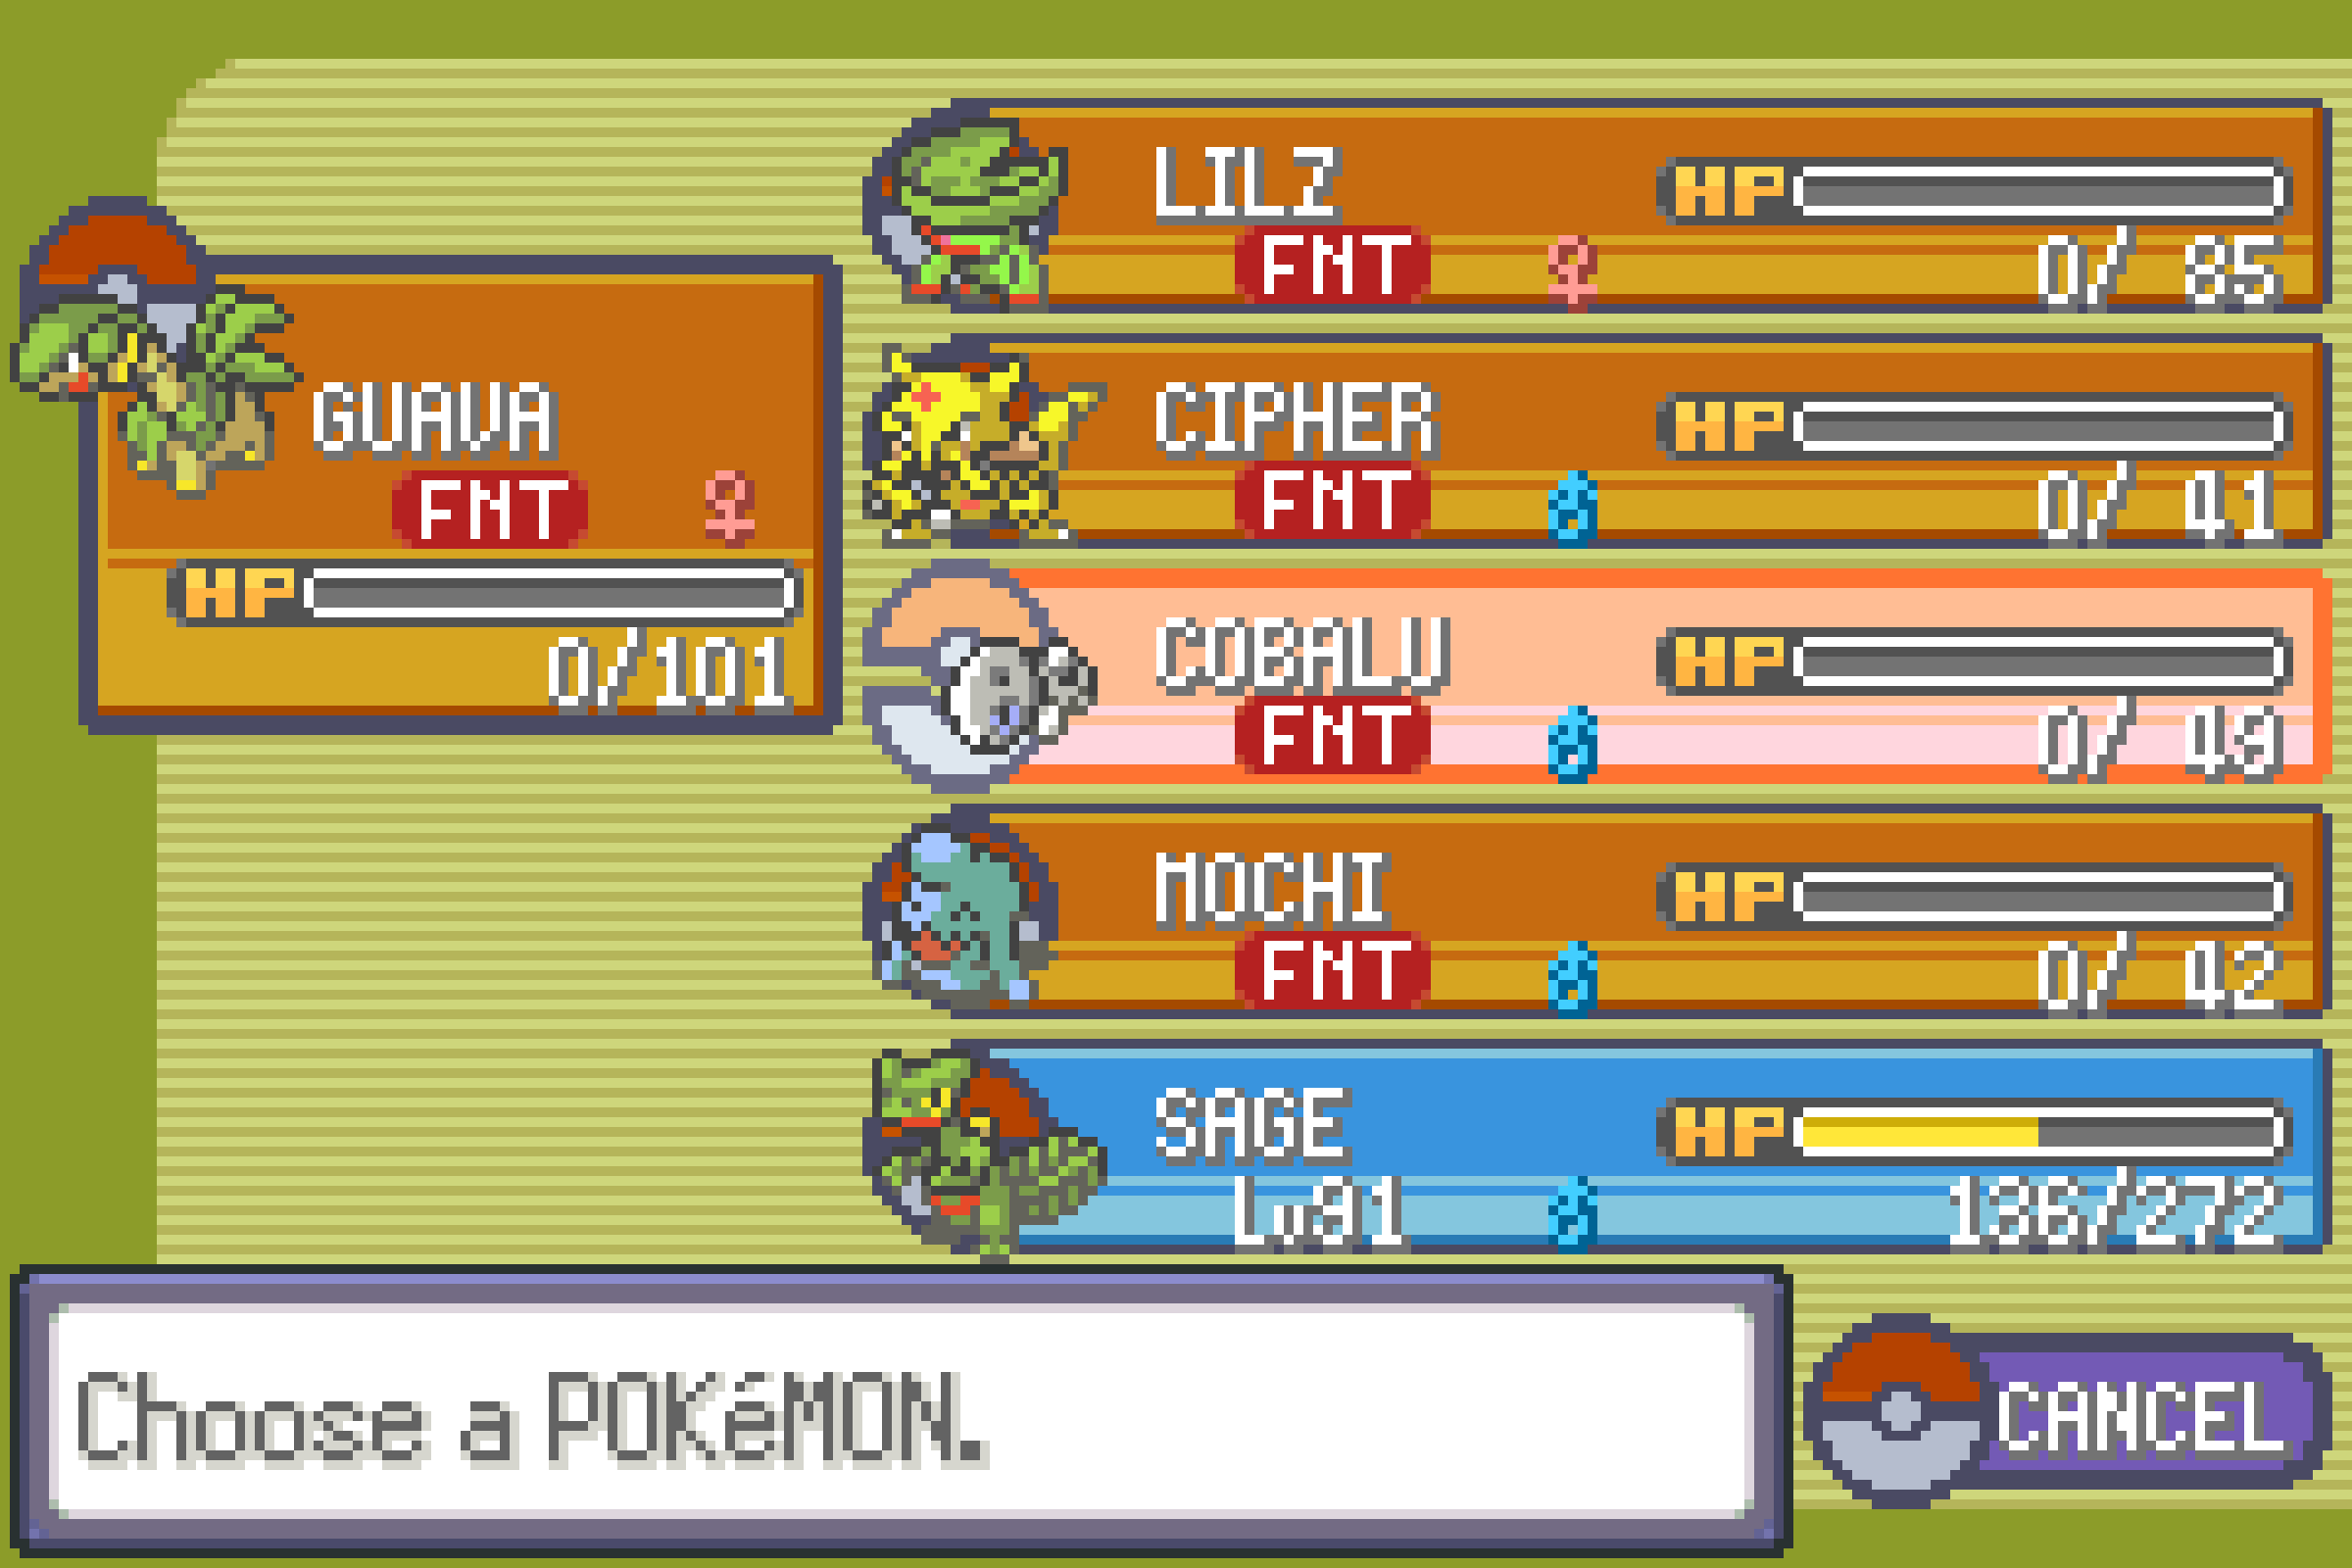 GUAVA
FNT ♀
HP
0/101
LILZ
HP
FNT ♀ 0/ 85
CIPHER
HP
FNT ♂ 0/ 41
COBALU
HP
FNT ♂ 0/ 49
MOCHI
HP
FNT ♂ 0/ 42
SAGE
HP
Lv91 ♂ 136/272
Choose a POKéMON.
CANCEL